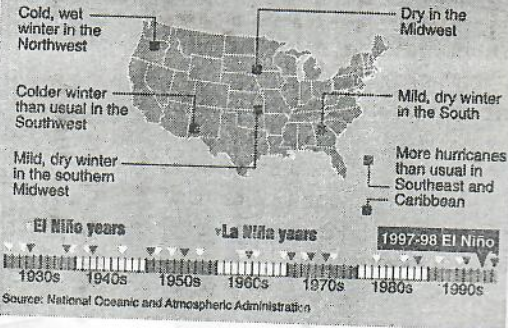 Cold, wet
winter in the
Northwest
Dry in the
Midwest
Colder winter
than usual in the
Southwest
Mild, dry winter
in the South
Mild, dry winter
in the southern
Midwest
More hurricanes
than usual in
Southeast and
Caribbean
El Niño years
La Niña years
1997-98 El Niño
1930s 1940s 1950s 1960s 1970s 1980s 1990s
Source: National Oceanic and Atmospheric Administration